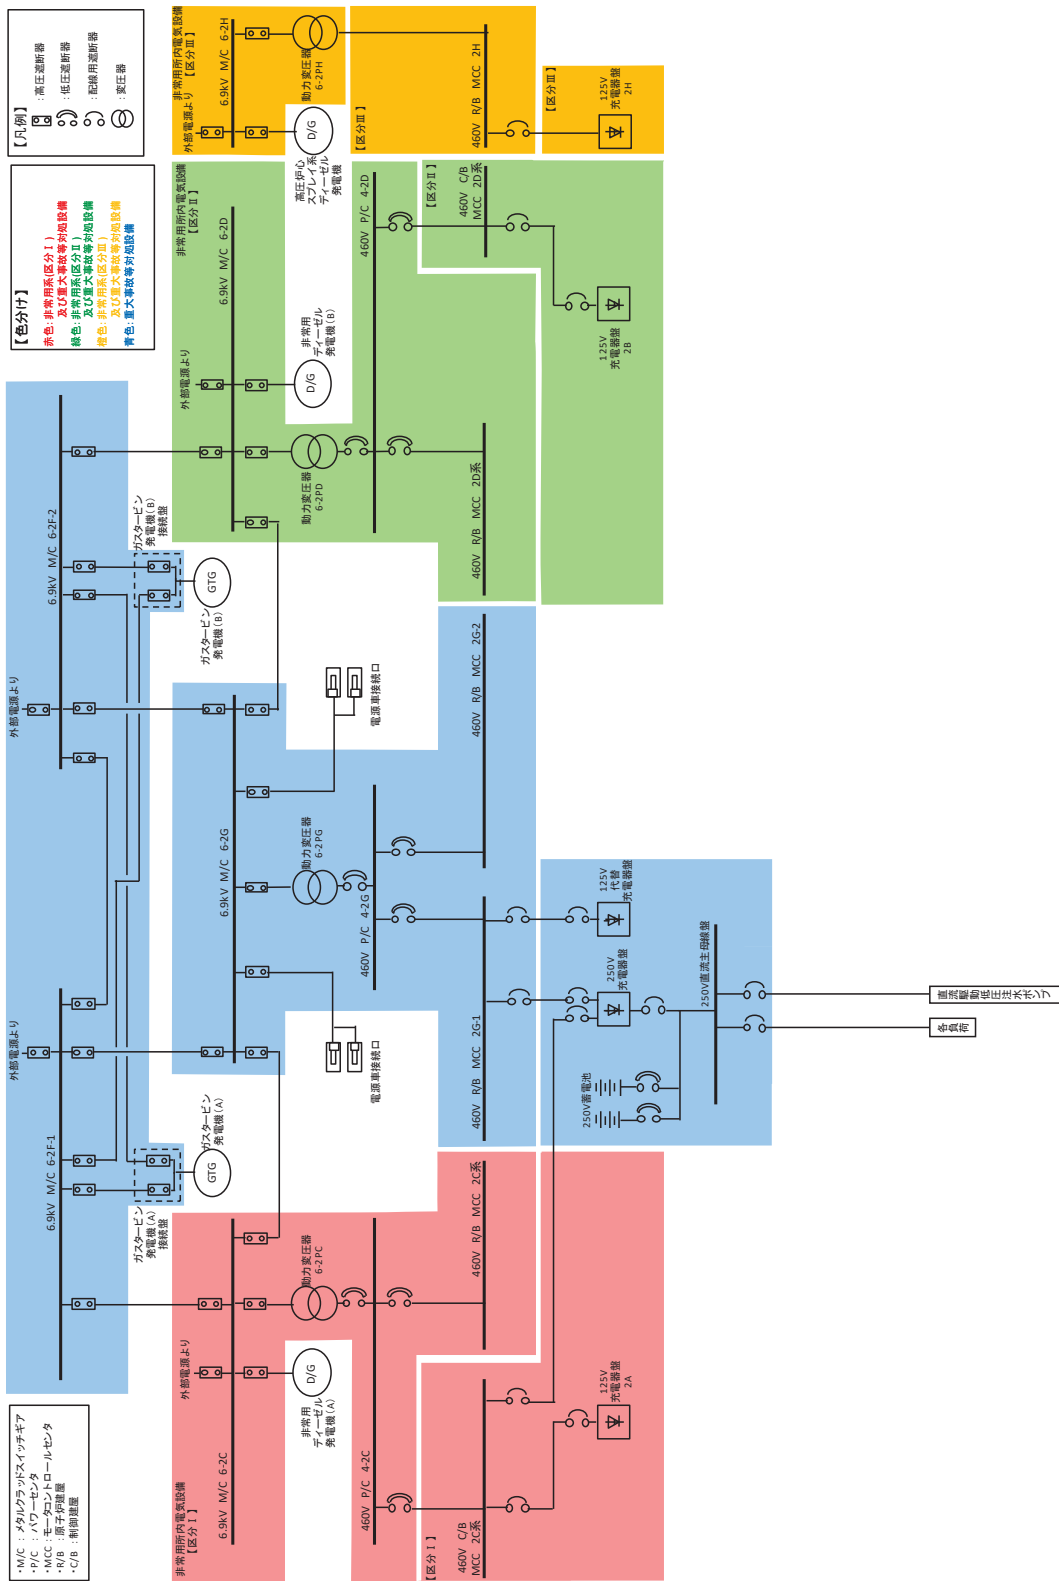 ・M/C ：メタルクラッドスイッチギア
・P/C ：パワーセンタ
・MCC：モータコントロールセンタ
・R/B ：原子炉建屋
・C/B ：制御建屋
【色分け】
赤色：非常用系(区分Ⅰ)
及び重大事故等対処設備
緑色：非常用系(区分Ⅱ)
及び重大事故等対処設備
橙色：非常用系(区分Ⅲ)
及び重大事故等対処設備
青色：重大事故等対処設備
【凡例】
：高圧遮断器
：低圧遮断器
：配線用遮断器
：変圧器
外部電源より
外部電源より
6.9kV M/C 6-2F-1
6.9kV M/C 6-2F-2
ガスタービン
発電機(A)
接続盤
GTG
ガスタービン
発電機(A)
ガスタービン
発電機(B)
接続盤
GTG
ガスタービン
発電機(B)
非常用所内電気設備
【区分Ⅰ】
外部電源より
6.9kV M/C 6-2C
D/G
非常用
ディーゼル
発電機(A)
動力変圧器
6-2PC
460V P/C 4-2C
460V R/B MCC 2C系
【区分Ⅰ】
460V C/B
MCC 2C系
125V
充電器盤
2A
6.9kV M/C 6-2G
電源車接続口
電源車接続口
動力変圧器
6-2PG
460V P/C 4-2G
460V R/B MCC 2G-1
460V R/B MCC 2G-2
250V蓄電池
250V
充電器盤
125V
代替
充電器盤
250V直流主母線盤
各負荷
直流駆動低圧注水ポンプ
非常用所内電気設備
【区分Ⅱ】
外部電源より
6.9kV M/C 6-2D
D/G
非常用
ディーゼル
発電機(B)
動力変圧器
6-2PD
460V P/C 4-2D
460V R/B MCC 2D系
【区分Ⅱ】
460V C/B
MCC 2D系
125V
充電器盤
2B
非常用所内電気設備
【区分Ⅲ】
外部電源より
6.9kV M/C 6-2H
D/G
高圧炉心
スプレイ系
ディーゼル
発電機
動力変圧器
6-2PH
【区分Ⅲ】
460V R/B MCC 2H
【区分Ⅲ】
125V
充電器盤
2H